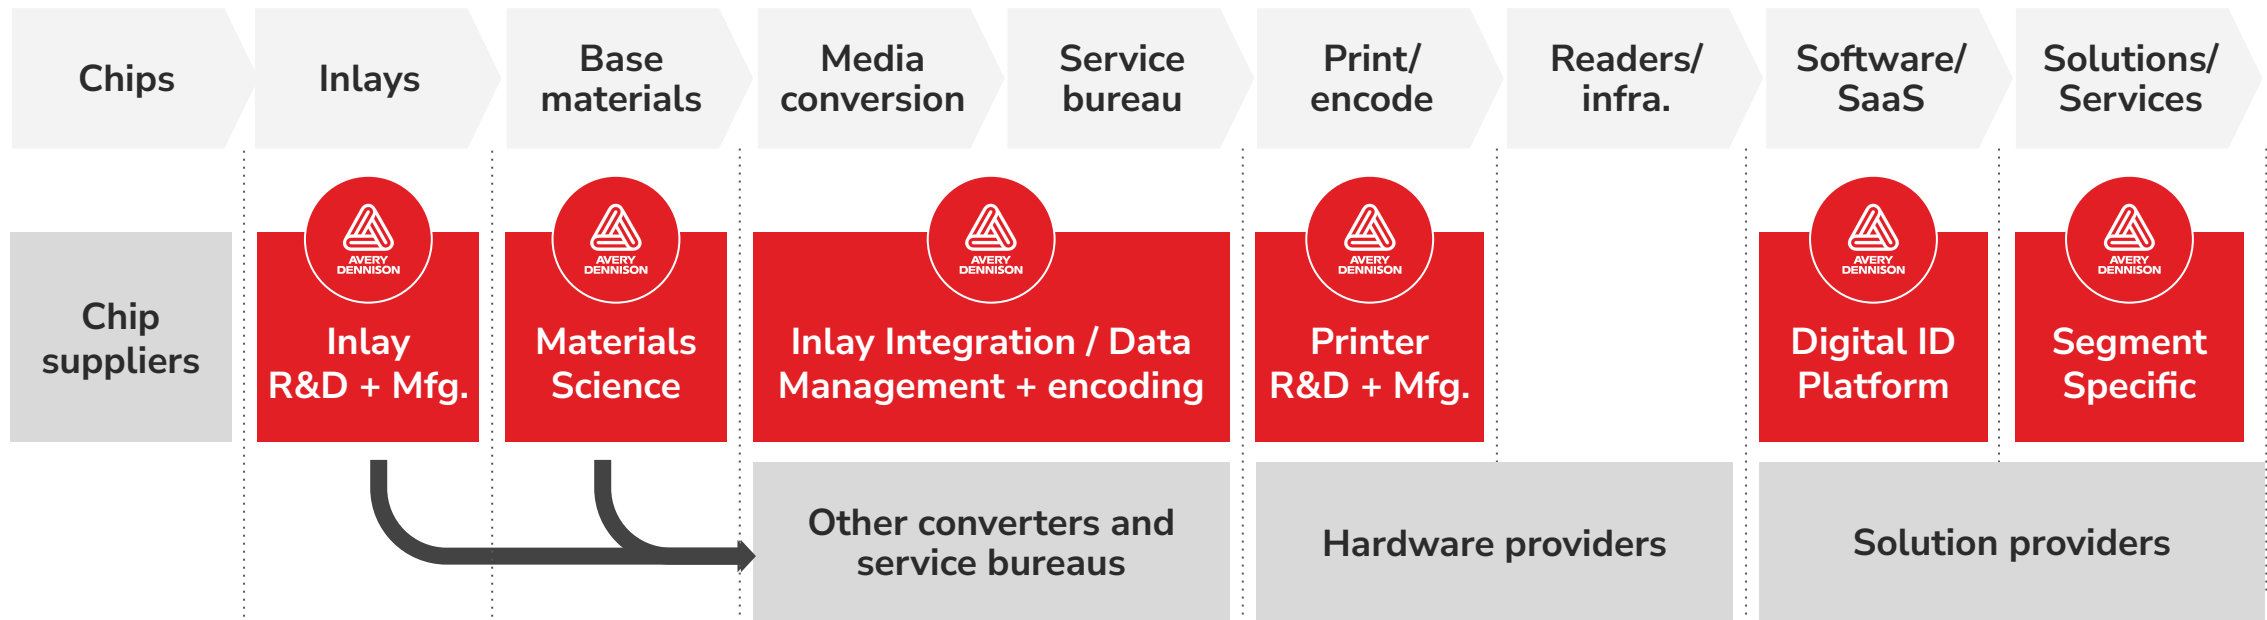 Chips
Inlays
Base
materials
Media
conversion
Service
bureau
Print/
encode
Readers/
infra.
Software/
SaaS
Solutions/
Services
Chip
suppliers
AVERY
DENNISON
Inlay
R&D + Mfg.
AVERY
DENNISON
Materials
Science
AVERY
DENNISON
Inlay Integration / Data
Management + encoding
AVERY
DENNISON
Printer
R&D + Mfg.
AVERY
DENNISON
Digital ID
Platform
AVERY
DENNISON
Segment
Specific
Other converters and
service bureaus
Hardware providers
Solution providers